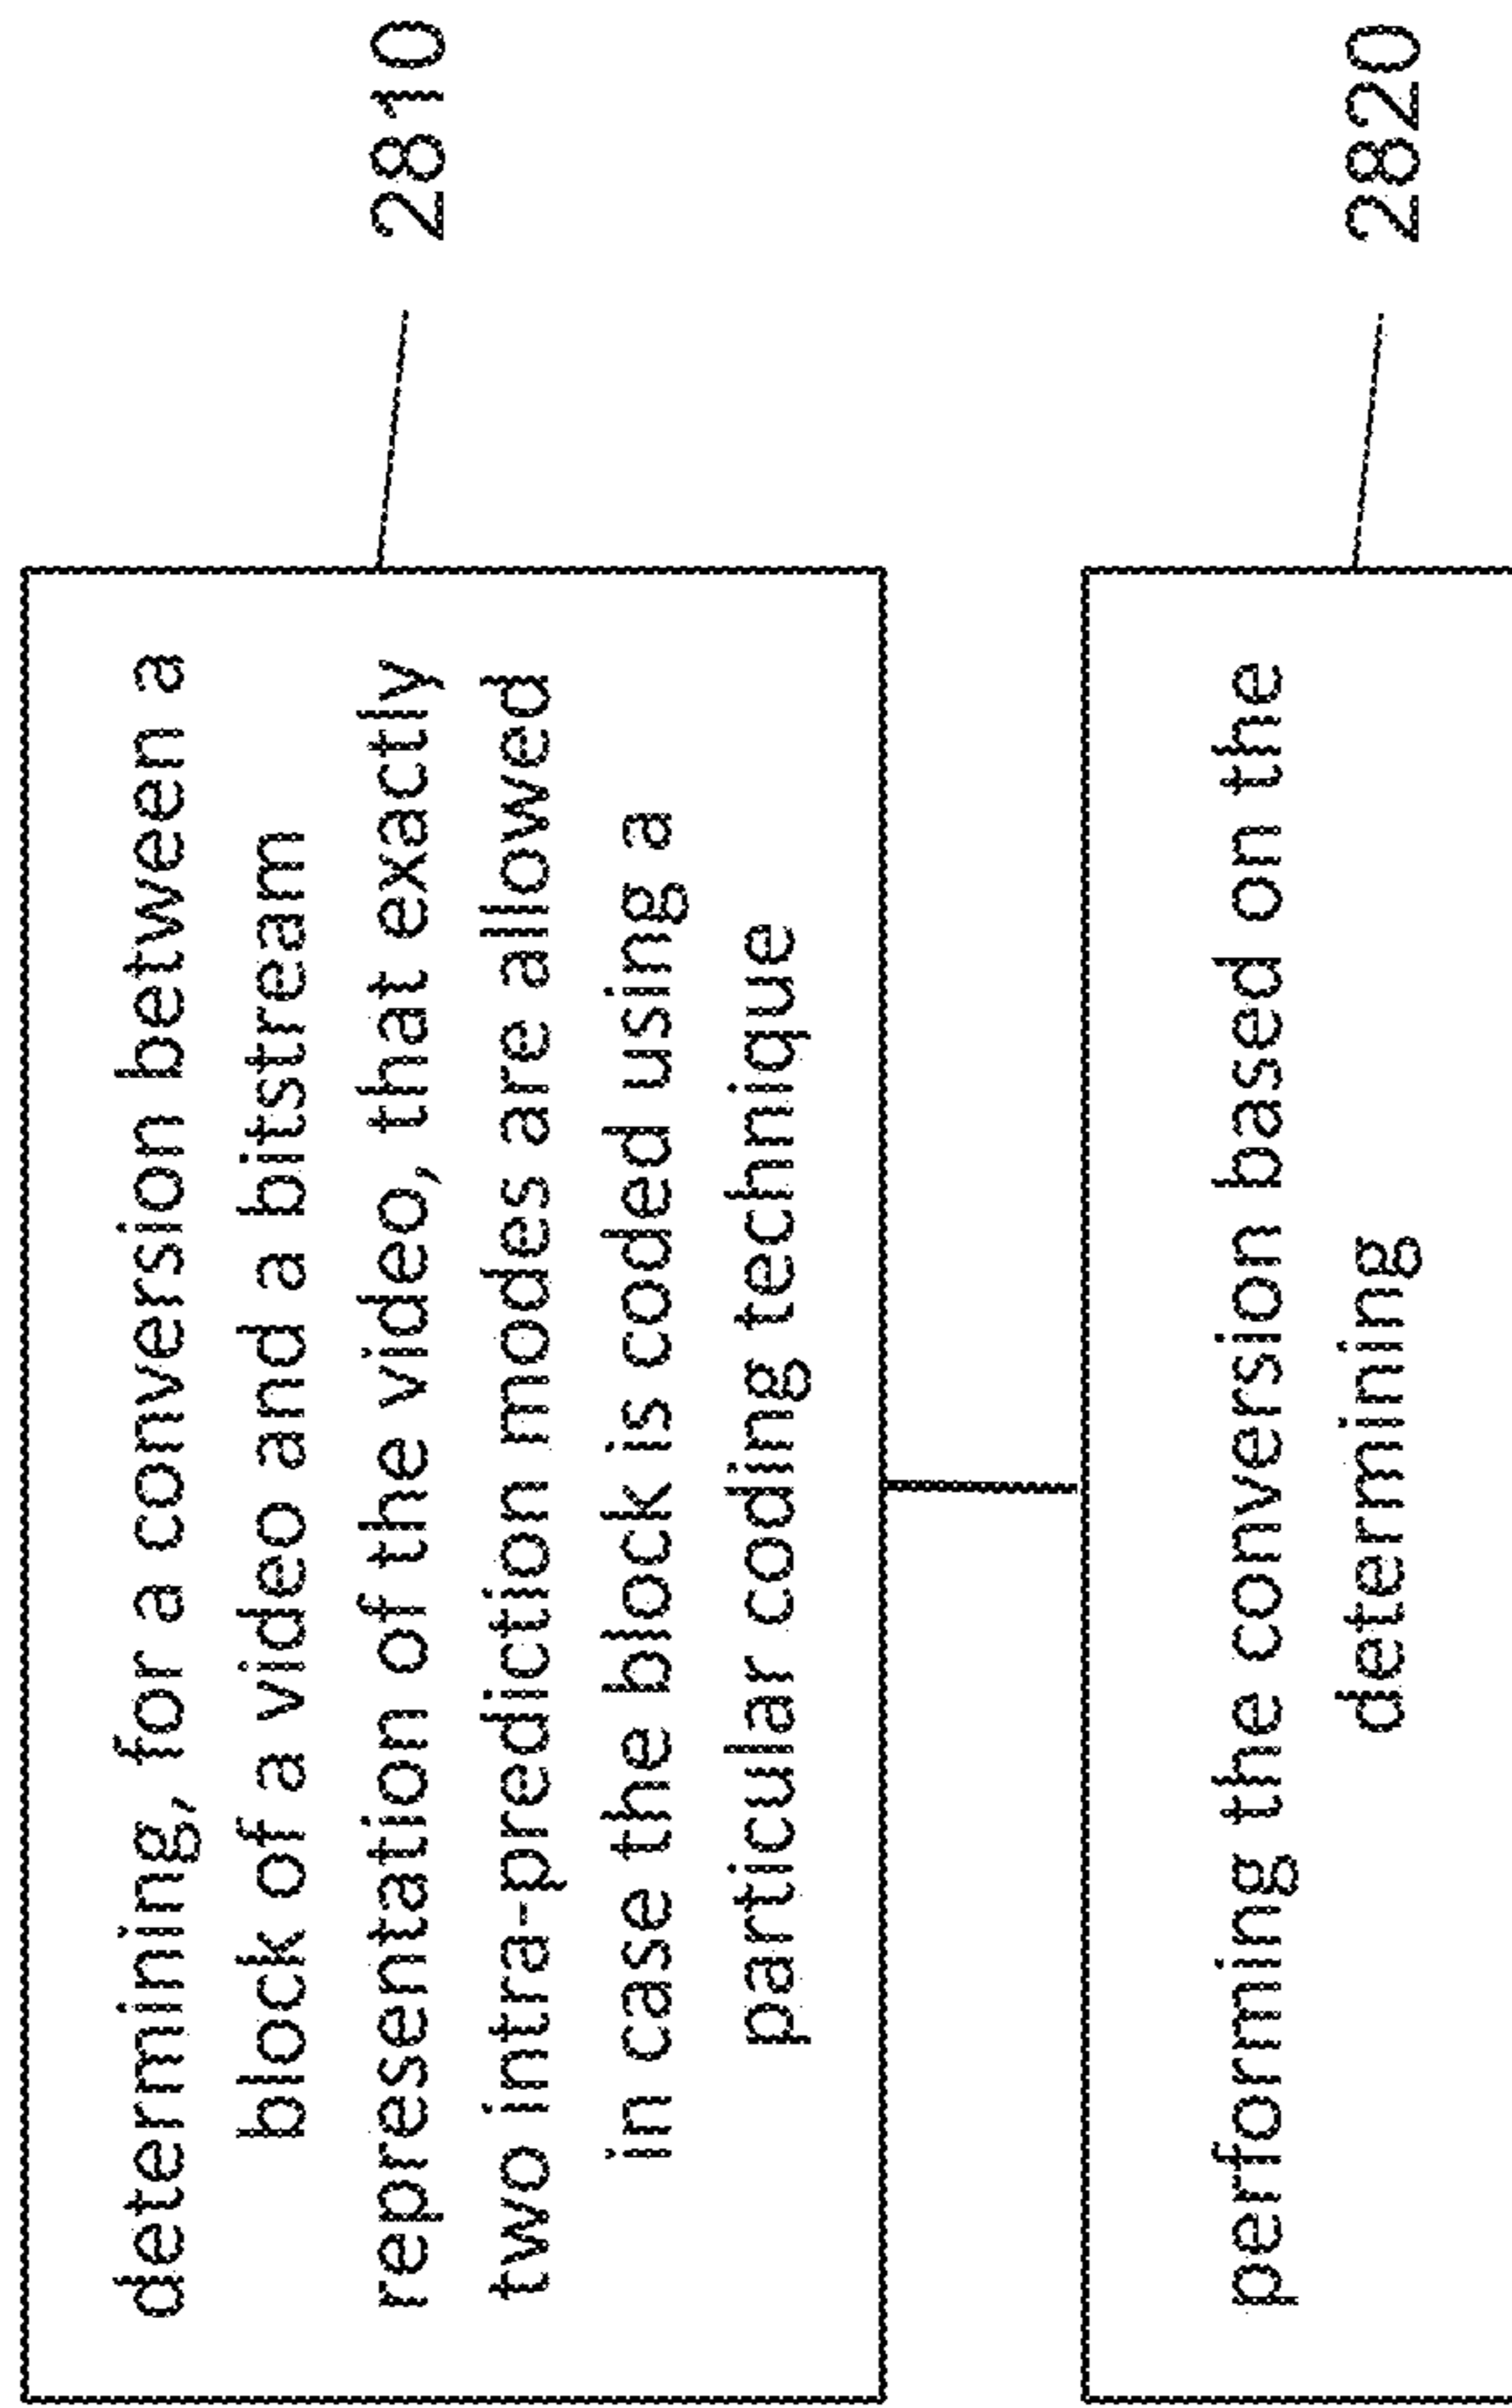 determining, for a conversion between a
block of a video and a bitstream
representation of the video, that exactly
two intra-prediction modes are allowed
in case the block is coded using a
particular coding technique
2810
performing the conversion based on the
determining
2820